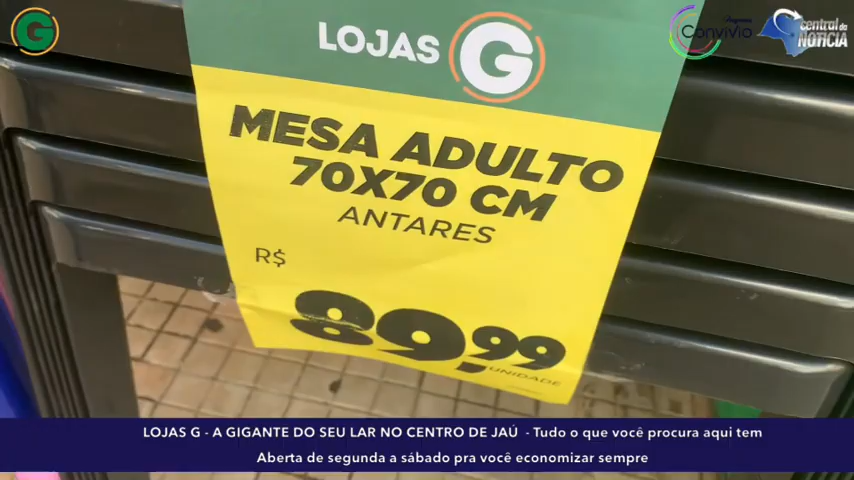 G
Convívio
central da
NOTÍCIA
LOJAS G
MESA ADULTO
70X70 CM
ANTARES
R$
89,99
UNIDADE
LOJAS G - A GIGANTE DO SEU LAR NO CENTRO DE JAÚ - Tudo o que você procura aqui tem
Aberta de segunda a sábado pra você economizar sempre